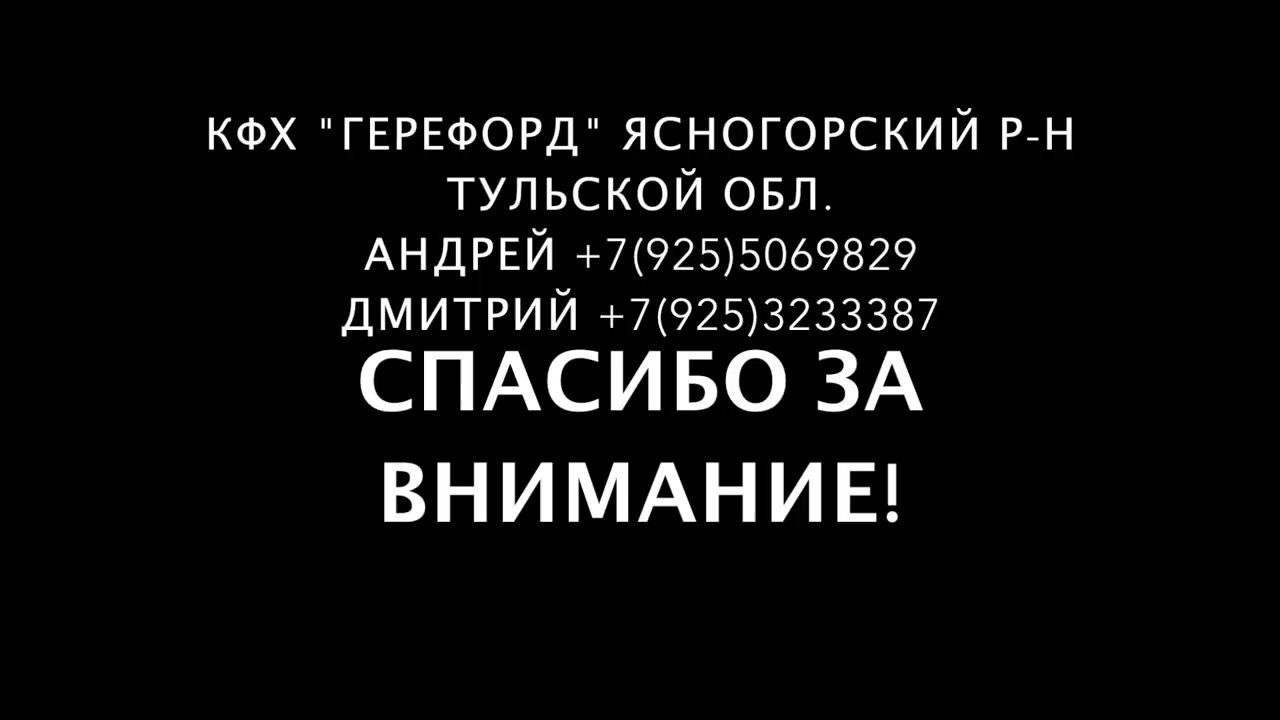 КФХ "ГЕРЕФОРД" ЯСНОГОРСКИЙ Р-Н
ТУЛЬСКОЙ ОБЛ.
АНДРЕЙ +7(925)5069829
ДМИТРИЙ +7(925)3233387
СПАСИБО ЗА
ВНИМАНИЕ!